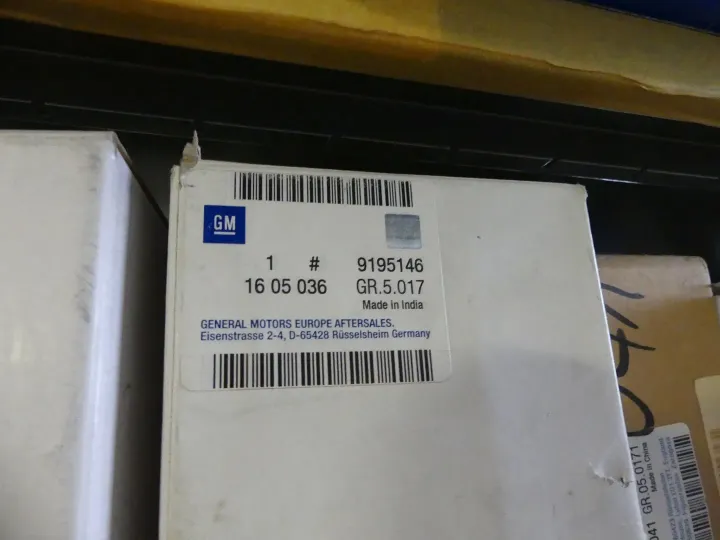 GM
1 # 9195146
16 05 036 GR.5.017
Made in India
GENERAL MOTORS EUROPE AFTERSALES.
Eisenstrasse 2-4, D-65428 Rüsselsheim Germany
041 GR.05.0171
Made in China